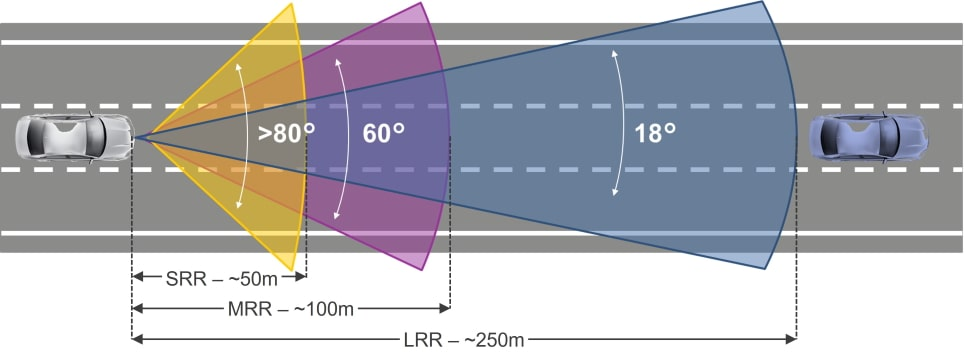 >80°
60°
18°
SRR – ~50m
MRR – ~100m
LRR – ~250m